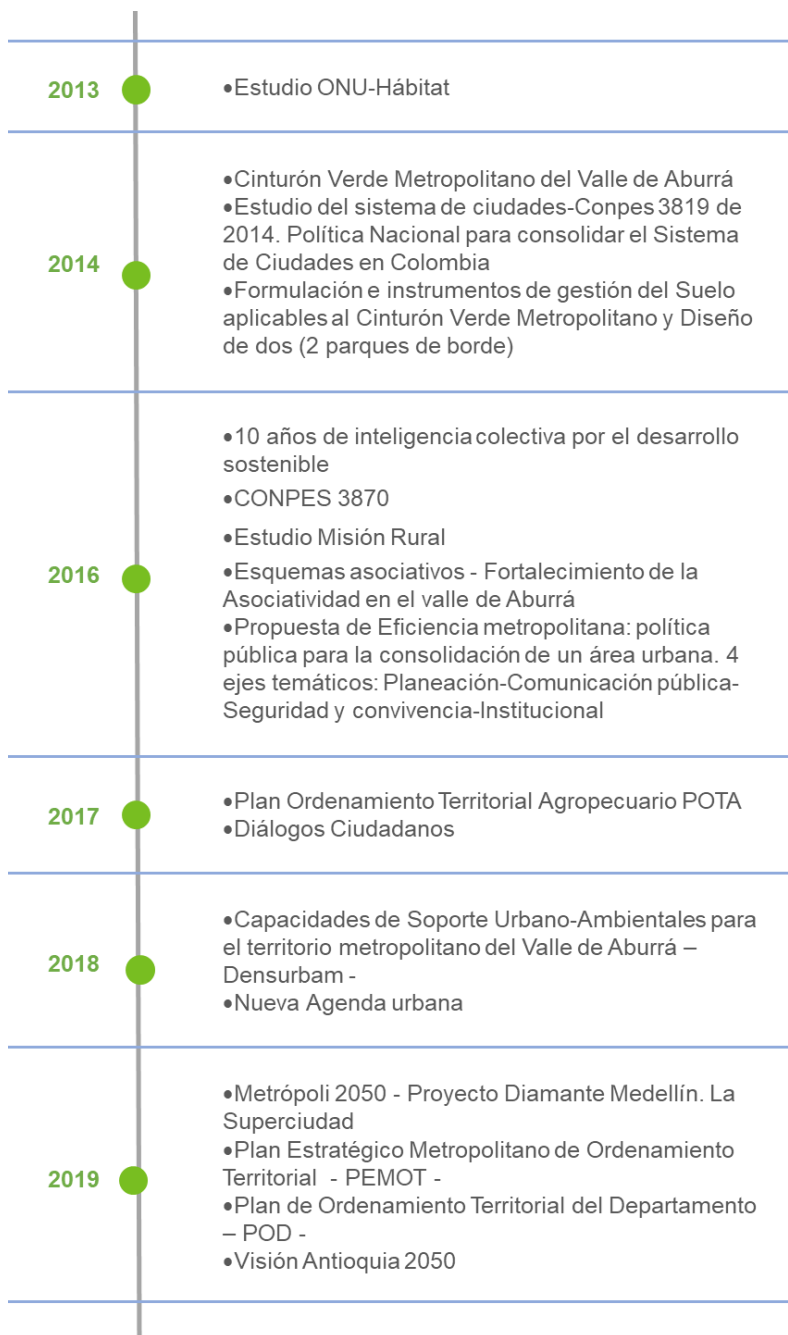 2013
•Estudio ONU-Hábitat
2014
•Cinturón Verde Metropolitano del Valle de Aburrá
•Estudio del sistema de ciudades-Conpes 3819 de
2014. Política Nacional para consolidar el Sistema
de Ciudades en Colombia
•Formulación e instrumentos de gestión del Suelo
aplicables al Cinturón Verde Metropolitano y Diseño
de dos (2 parques de borde)
2016
•10 años de inteligencia colectiva por el desarrollo
sostenible
•CONPES 3870
•Estudio Misión Rural
•Esquemas asociativos - Fortalecimiento de la
Asociatividad en el valle de Aburrá
•Propuesta de Eficiencia metropolitana: política
pública para la consolidación de un área urbana. 4
ejes temáticos: Planeación-Comunicación pública-
Seguridad y convivencia-Institucional
2017
•Plan Ordenamiento Territorial Agropecuario POTA
•Diálogos Ciudadanos
2018
•Capacidades de Soporte Urbano-Ambientales para
el territorio metropolitano del Valle de Aburrá –
Densurbam -
•Nueva Agenda urbana
2019
•Metrópoli 2050 - Proyecto Diamante Medellín. La
Superciudad
•Plan Estratégico Metropolitano de Ordenamiento
Territorial - PEMOT -
•Plan de Ordenamiento Territorial del Departamento
– POD -
•Visión Antioquia 2050